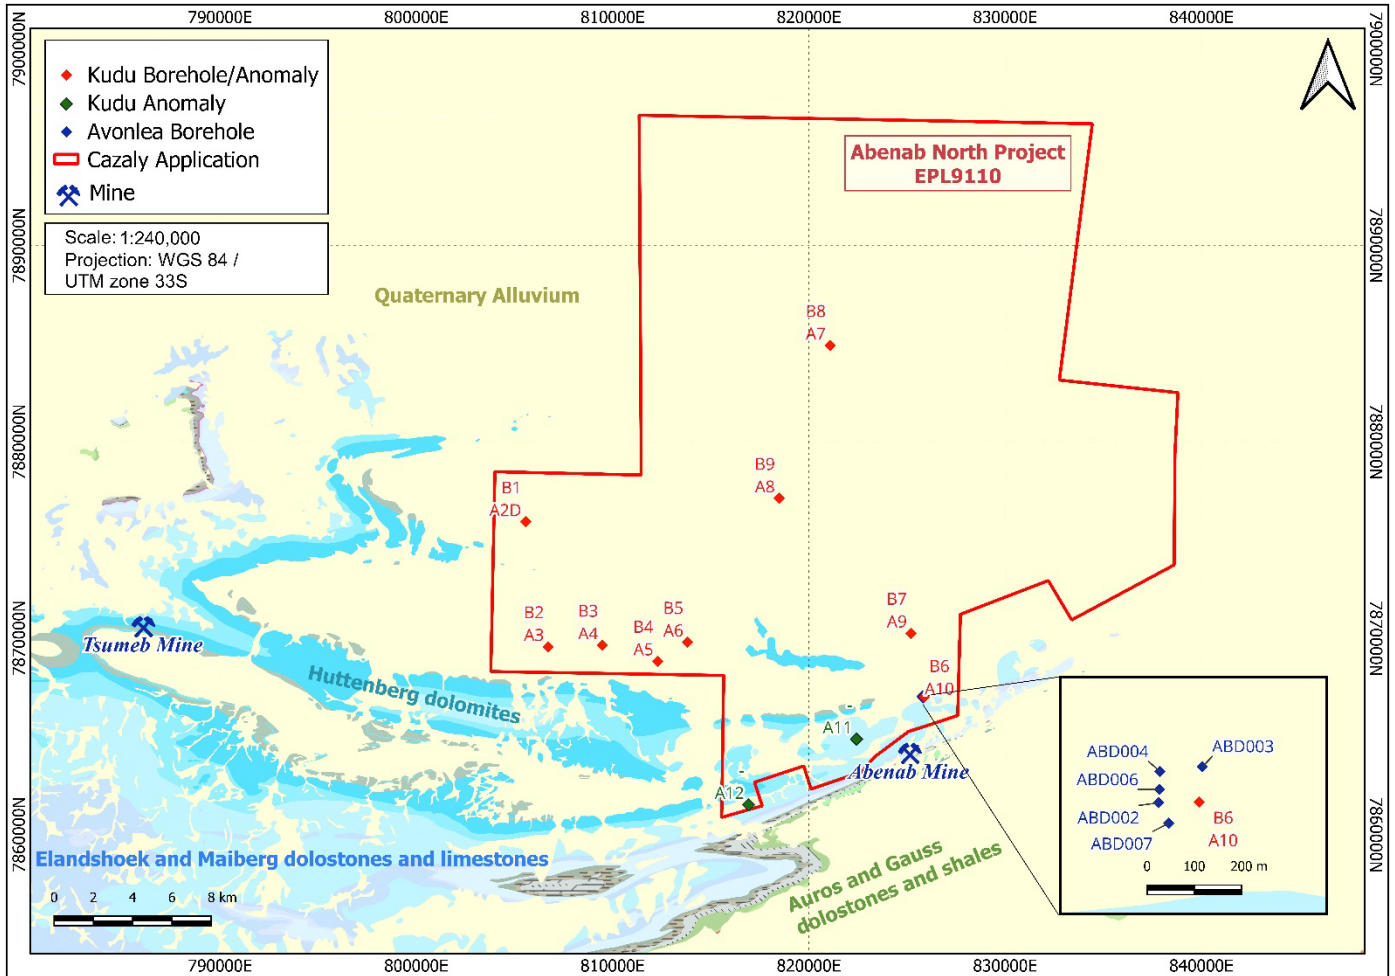 790000E 800000E 810000E 820000E 830000E 840000E
7900000N
7900000N
Kudu Borehole/Anomaly
Kudu Anomaly
Avonlea Borehole
Cazaly Application
Mine
Scale: 1:240,000
Projection: WGS 84 /
UTM zone 33S
Abenab North Project
EPL9110
7890000N
7890000N
Quaternary Alluvium
B8
A7
7880000N
7880000N
B9
A8
B1
A2D
B2
A3
B3
A4
B4
A5
B5
A6
B7
A9
B6
A10
7870000N
7870000N
Tsumeb Mine
Huttenberg dolomites
-
A11
Abenab Mine
-
A12
ABD004
ABD003
ABD006
ABD002
ABD007
B6
A10
0 100 200 m
7860000N
7860000N
Elandshoek and Maiberg dolostones and limestones
Auros and Gauss
dolostones and shales
0 2 4 6 8 km
790000E 800000E 810000E 820000E 830000E 840000E